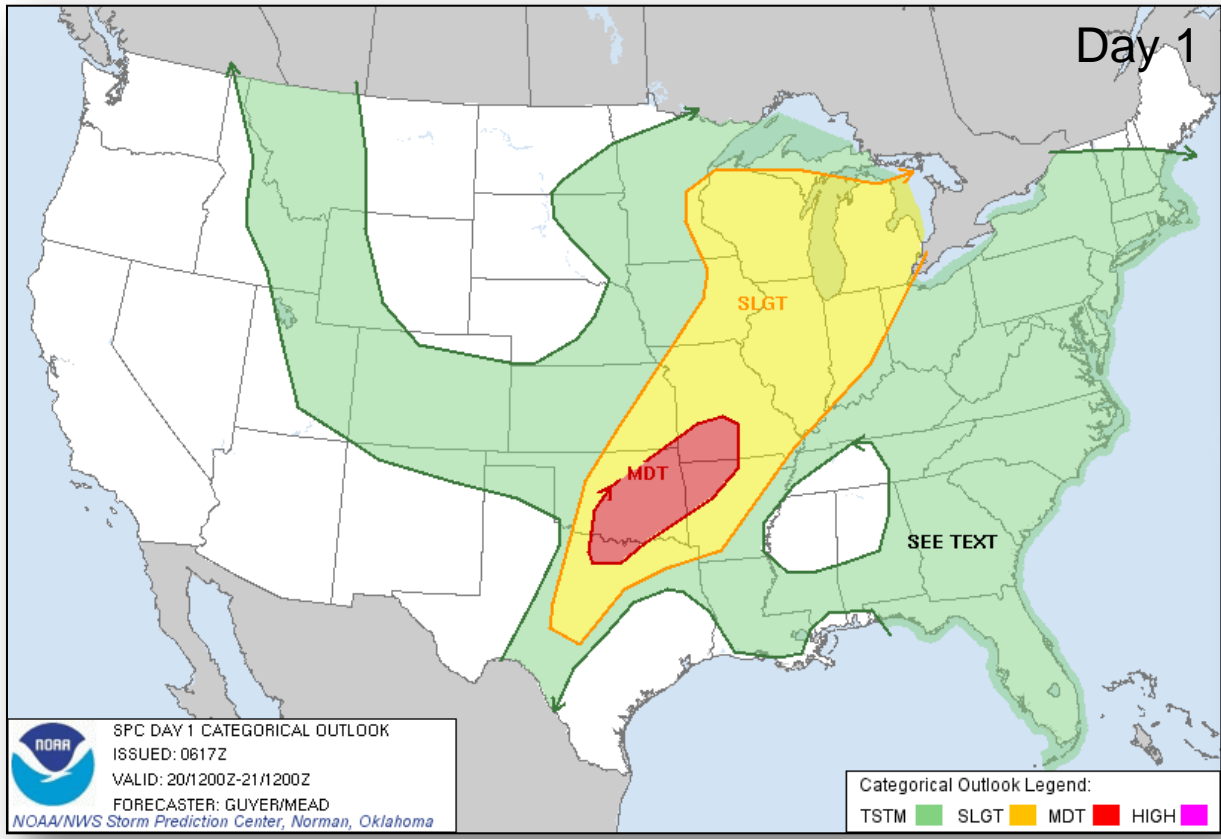 Day 1
SLGT
MDT
SEE TEXT
NOAA
SPC DAY 1 CATEGORICAL OUTLOOK
ISSUED: 0617Z
VALID: 20/1200Z-21/1200Z
FORECASTER: GUYER/MEAD
NOAA/NWS Storm Prediction Center, Norman, Oklahoma
Categorical Outlook Legend:
TSTM SLGT MDT HIGH